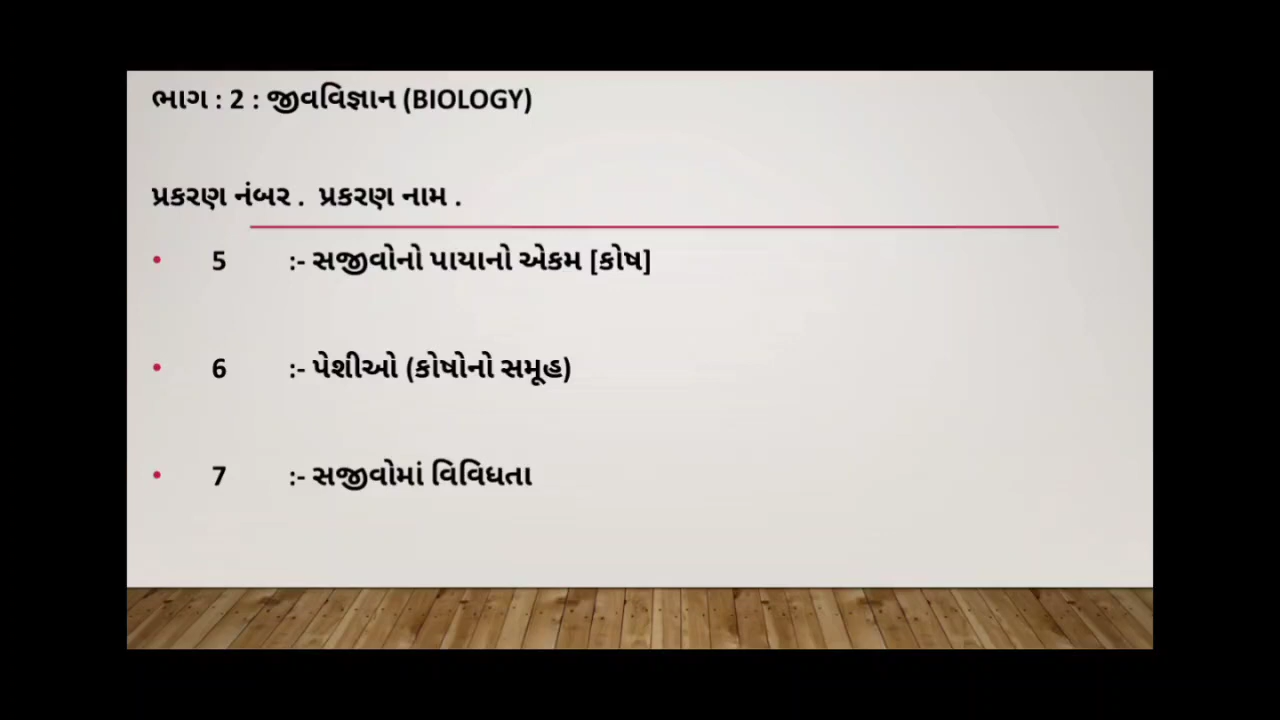 ભાગ : 2 : જીવવિજ્ઞાન (BIOLOGY)
પ્રકરણ નંબર . પ્રકરણ નામ .
• 5 :- સજીવોનો પાયાનો એકમ [કોષ]
• 6 :- પેશીઓ (કોષોનો સમૂહ)
• 7 :- સજીવોમાં વિવિધતા